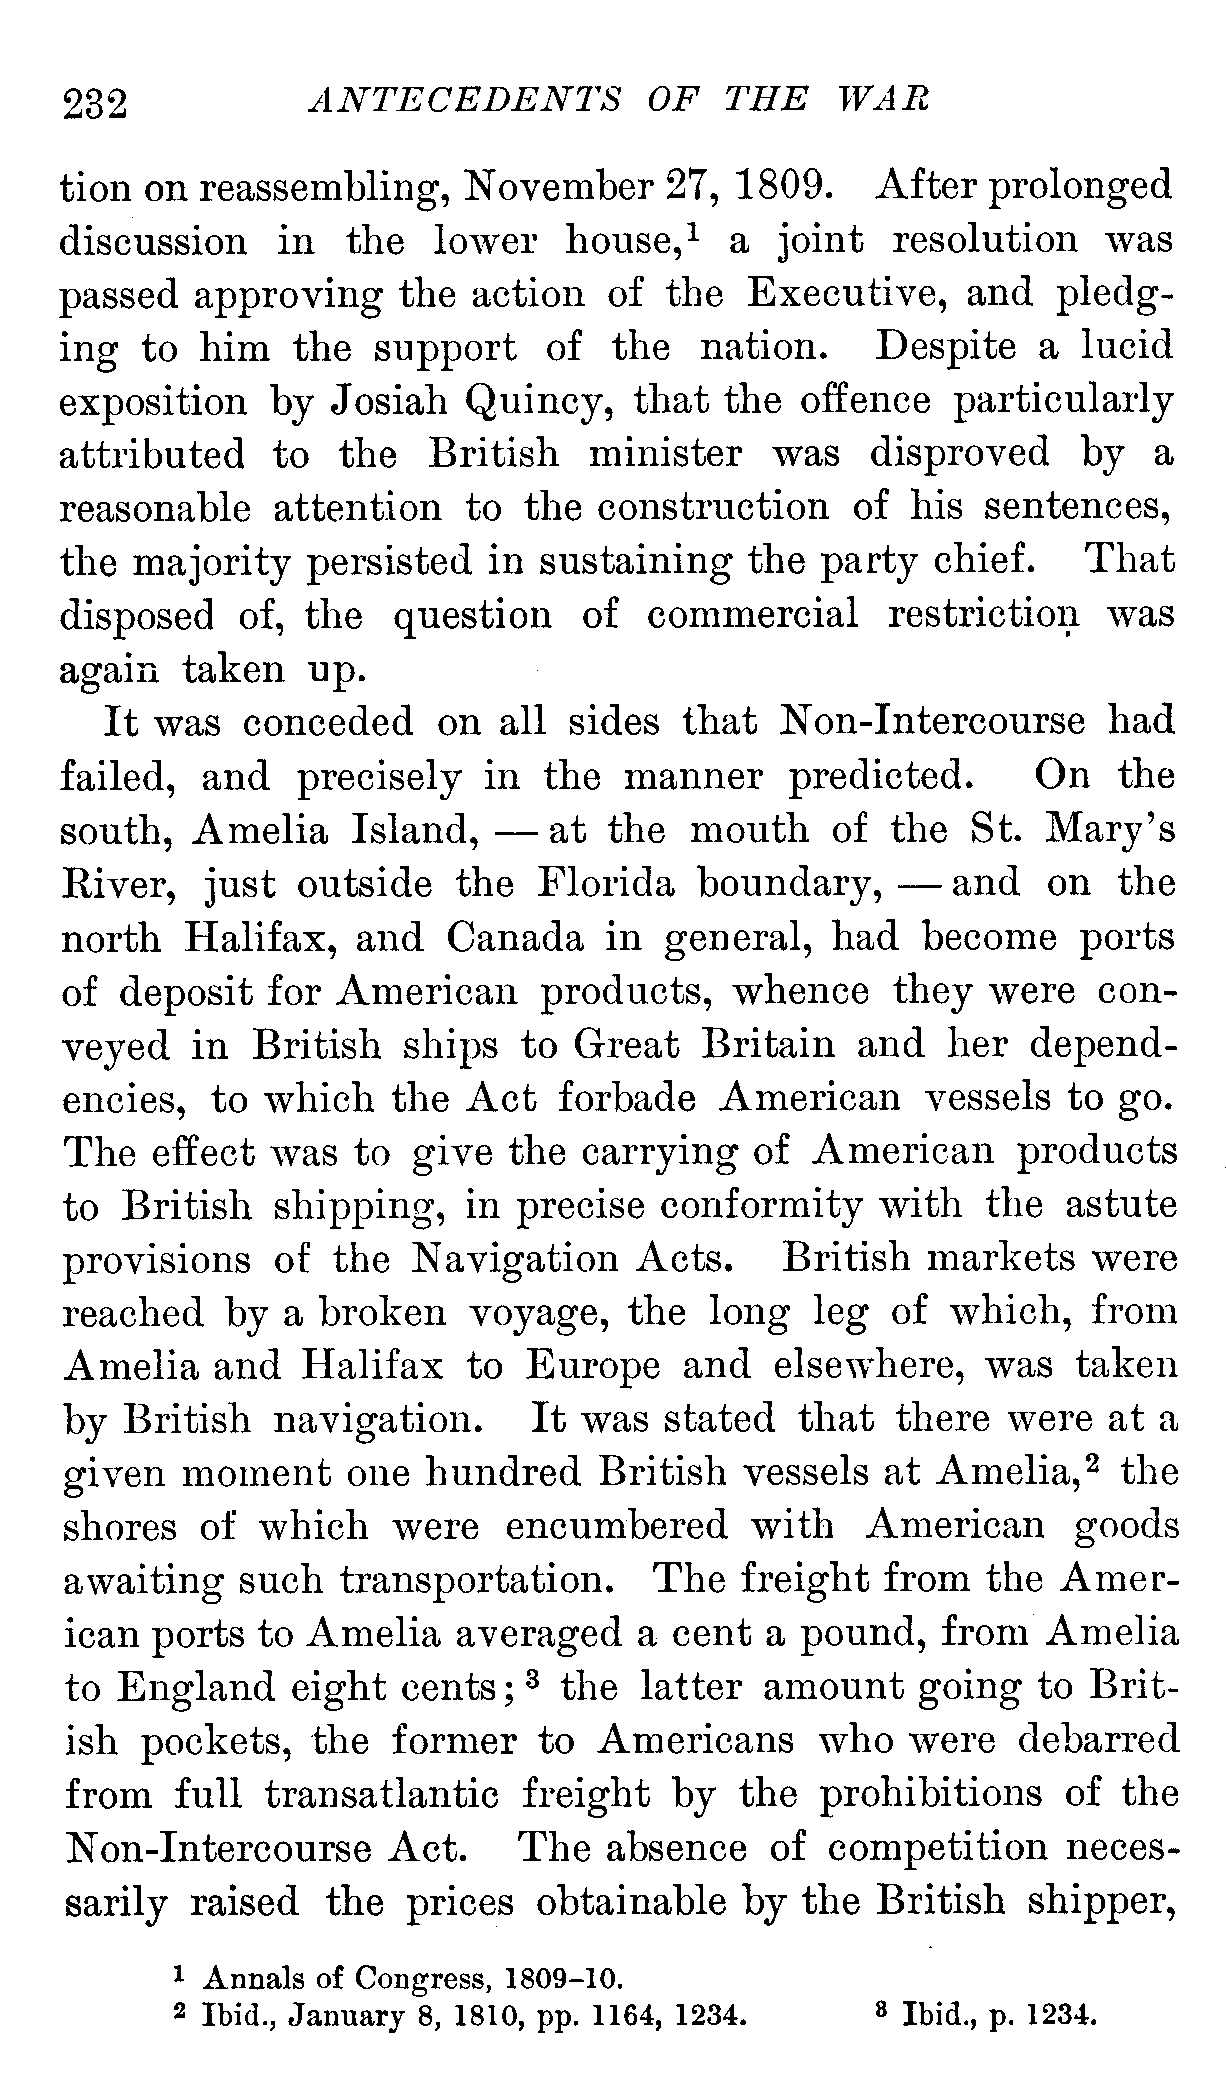 232 ANTECEDENTS OF THE WAR
tion on reassembling, November 27, 1809. After prolonged
discussion in the lower house,¹ a joint resolution was
passed approving the action of the Executive, and pledg-
ing to him the support of the nation. Despite a lucid
exposition by Josiah Quincy, that the offence particularly
attributed to the British minister was disproved by a
reasonable attention to the construction of his sentences,
the majority persisted in sustaining the party chief. That
disposed of, the question of commercial restriction was
again taken up.
It was conceded on all sides that Non-Intercourse had
failed, and precisely in the manner predicted. On the
south, Amelia Island, — at the mouth of the St. Mary's
River, just outside the Florida boundary, — and on the
north Halifax, and Canada in general, had become ports
of deposit for American products, whence they were con-
veyed in British ships to Great Britain and her depend-
encies, to which the Act forbade American vessels to go.
The effect was to give the carrying of American products
to British shipping, in precise conformity with the astute
provisions of the Navigation Acts. British markets were
reached by a broken voyage, the long leg of which, from
Amelia and Halifax to Europe and elsewhere, was taken
by British navigation. It was stated that there were at a
given moment one hundred British vessels at Amelia,² the
shores of which were encumbered with American goods
awaiting such transportation. The freight from the Amer-
ican ports to Amelia averaged a cent a pound, from Amelia
to England eight cents;³ the latter amount going to Brit-
ish pockets, the former to Americans who were debarred
from full transatlantic freight by the prohibitions of the
Non-Intercourse Act. The absence of competition neces-
sarily raised the prices obtainable by the British shipper,
¹ Annals of Congress, 1809–10.
² Ibid., January 8, 1810, pp. 1164, 1234. ³ Ibid., p. 1234.